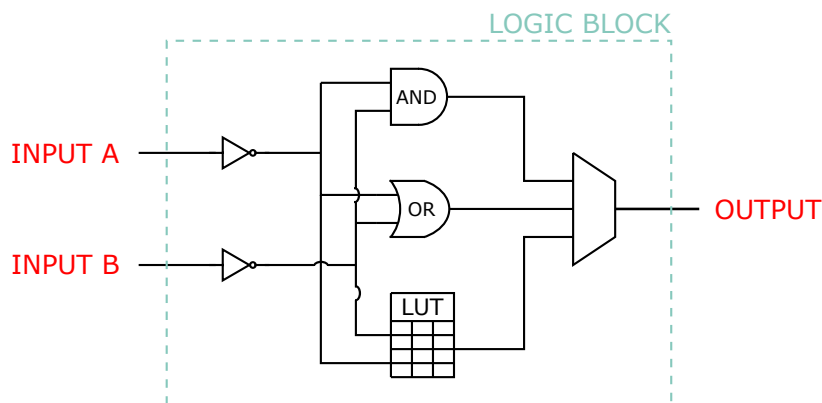 LOGIC BLOCK
AND
INPUT A
OR
OUTPUT
INPUT B
LUT